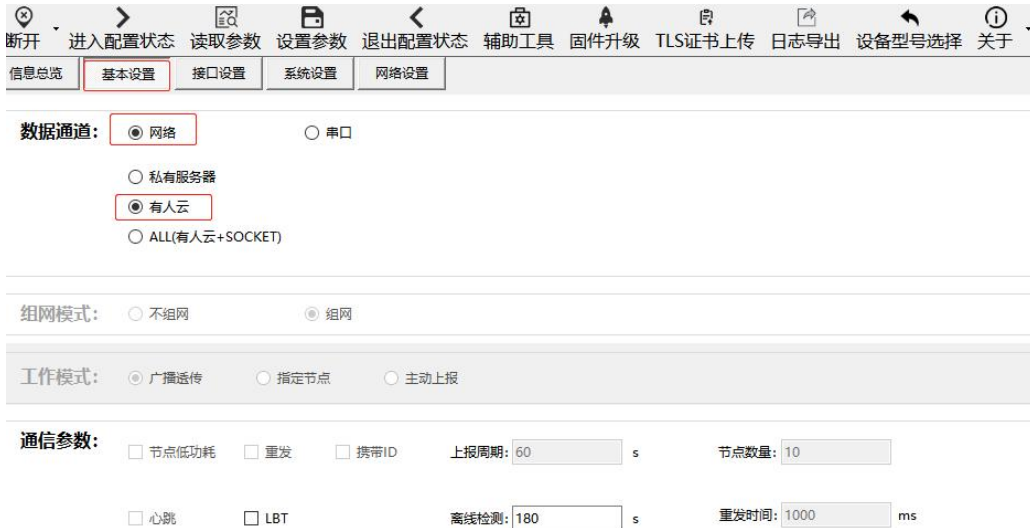 断开 进入配置状态 读取参数 设置参数 退出配置状态 辅助工具 固件升级 TLS证书上传 日志导出 设备型号选择 关于
信息总览 基本设置 接口设置 系统设置 网络设置
数据通道: 网络 串口
私有服务器
有人云
ALL(有人云+SOCKET)
组网模式: 不组网 组网
工作模式: 广播透传 指定节点 主动上报
通信参数: 节点低功耗 重发 携带ID 上报周期: 60 s 节点数量: 10
心跳 LBT 离线检测: 180 s 重发时间: 1000 ms